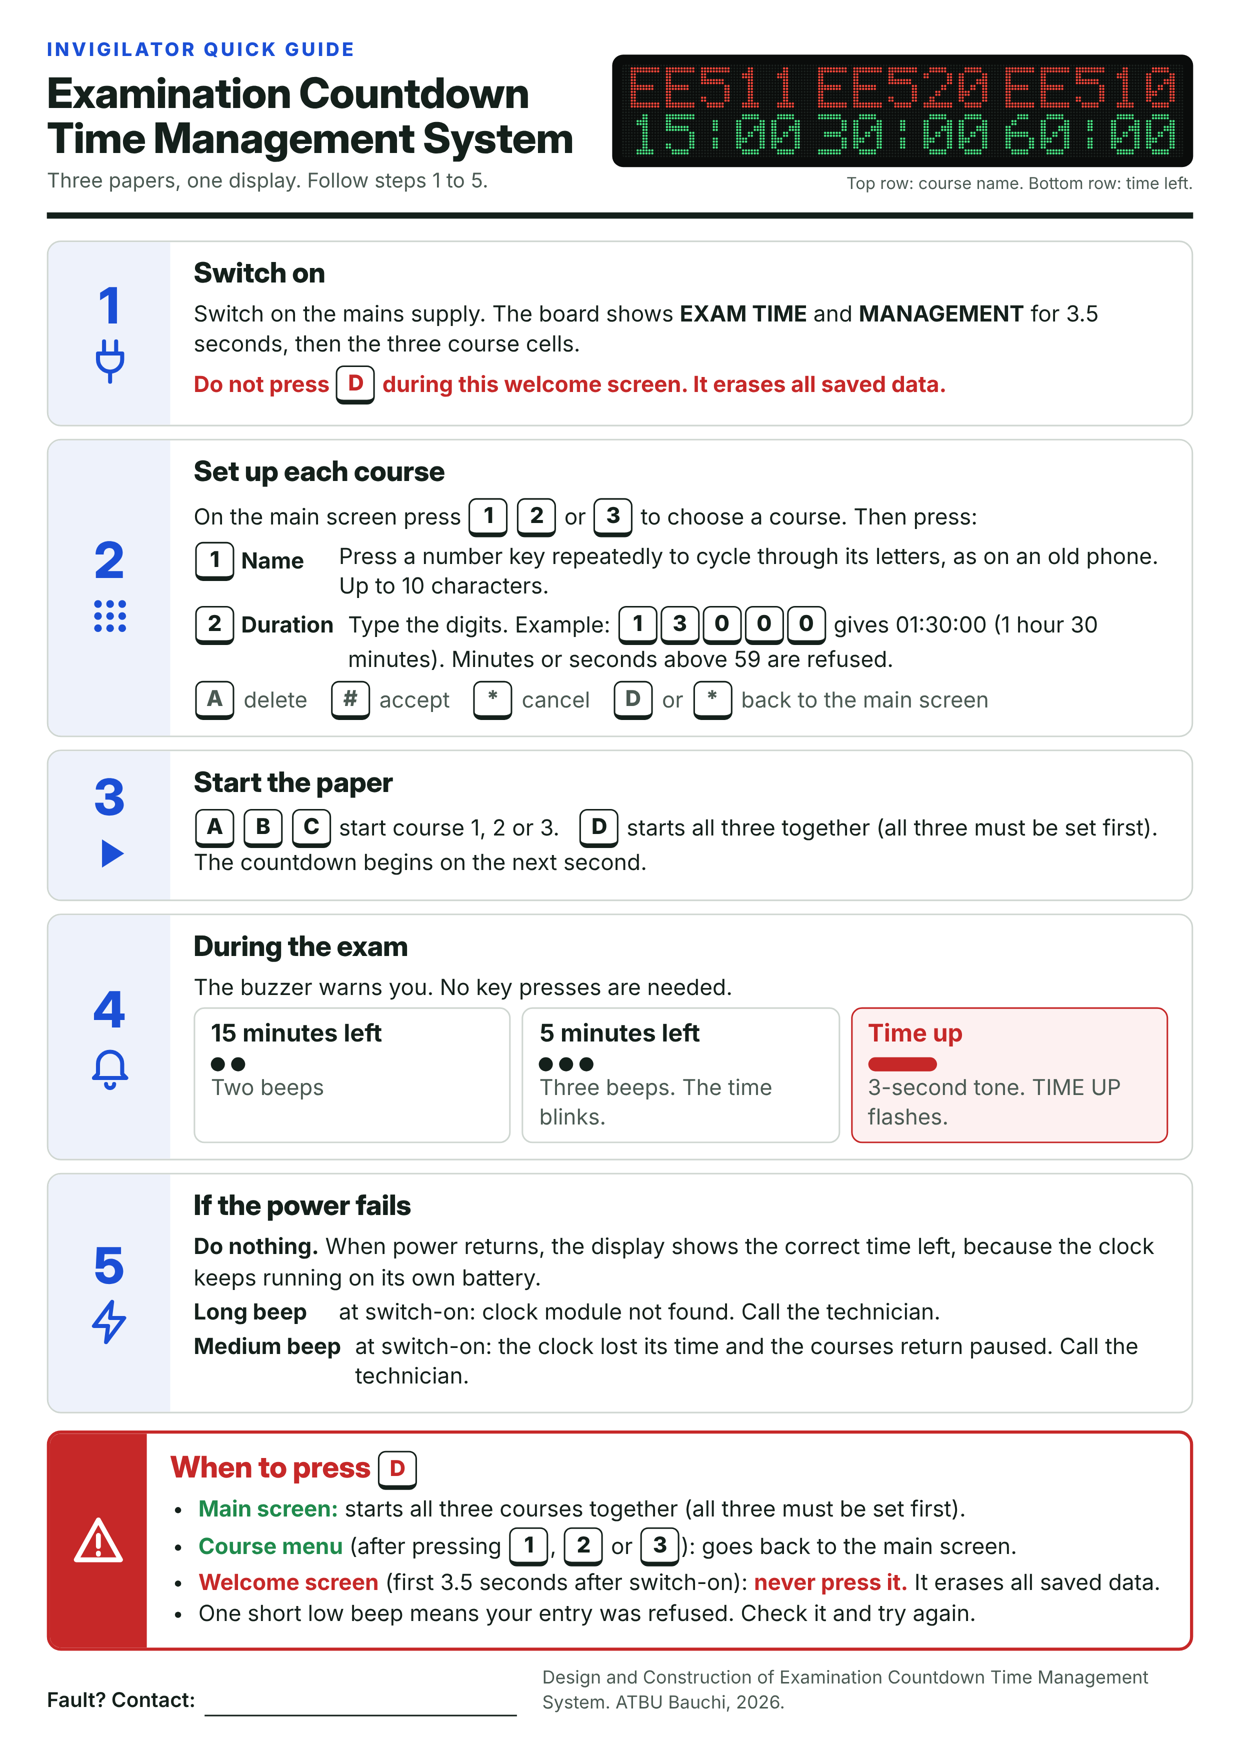 INVIGILATOR QUICK GUIDE
Examination Countdown
Time Management System
Three papers, one display. Follow steps 1 to 5.
EE511 EE520 EE510
15:00 30:00 60:00
Top row: course name. Bottom row: time left.
1
Switch on
Switch on the mains supply. The board shows EXAM TIME and MANAGEMENT for 3.5
seconds, then the three course cells.
Do not press D during this welcome screen. It erases all saved data.
2
Set up each course
On the main screen press 1 2 or 3 to choose a course. Then press:
1 Name Press a number key repeatedly to cycle through its letters, as on an old phone.
Up to 10 characters.
2 Duration Type the digits. Example: 1 3 0 0 0 gives 01:30:00 (1 hour 30
minutes). Minutes or seconds above 59 are refused.
A delete # accept * cancel D or * back to the main screen
3
Start the paper
A B C start course 1, 2 or 3. D starts all three together (all three must be set first).
The countdown begins on the next second.
4
During the exam
The buzzer warns you. No key presses are needed.
15 minutes left
Two beeps
5 minutes left
Three beeps. The time
blinks.
Time up
3-second tone. TIME UP
flashes.
5
If the power fails
Do nothing. When power returns, the display shows the correct time left, because the clock
keeps running on its own battery.
Long beep at switch-on: clock module not found. Call the technician.
Medium beep at switch-on: the clock lost its time and the courses return paused. Call the
technician.
When to press D
• Main screen: starts all three courses together (all three must be set first).
• Course menu (after pressing 1, 2 or 3): goes back to the main screen.
• Welcome screen (first 3.5 seconds after switch-on): never press it. It erases all saved data.
• One short low beep means your entry was refused. Check it and try again.
Fault? Contact:
Design and Construction of Examination Countdown Time Management
System. ATBU Bauchi, 2026.